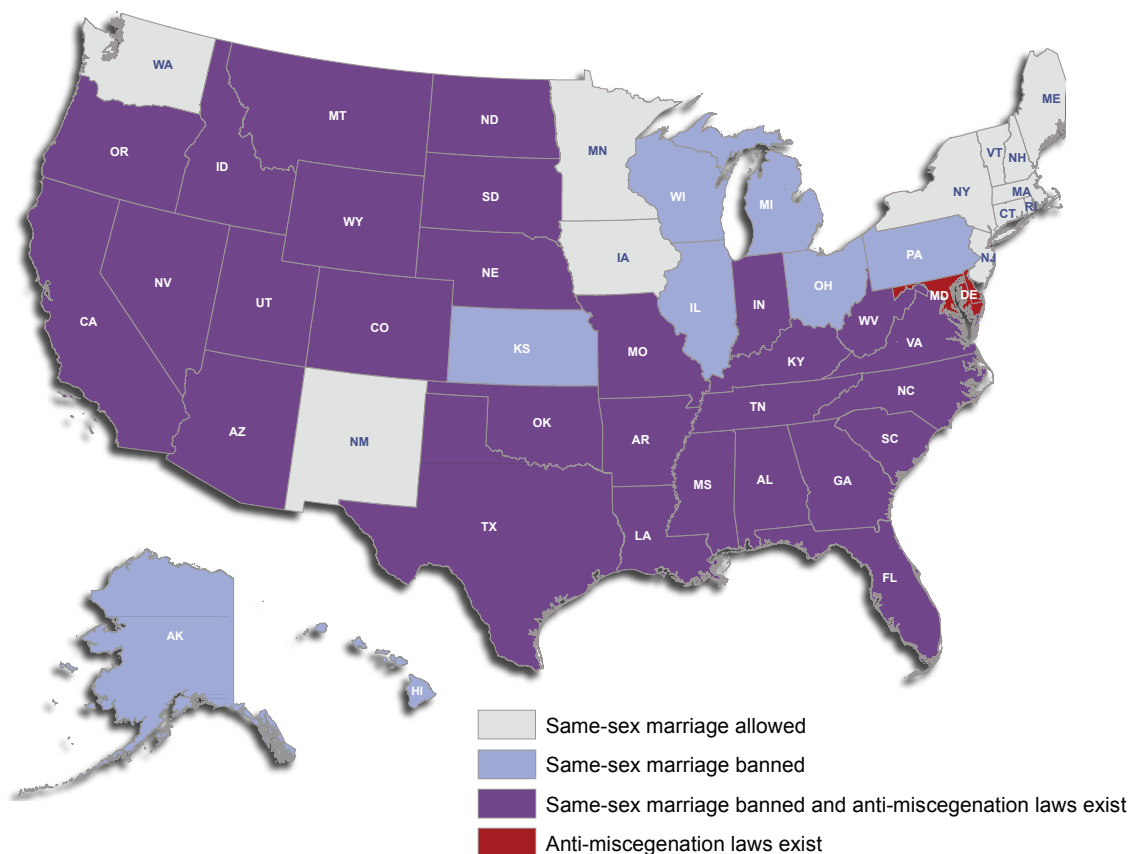 WA
MT
ND
MN
ME
VT
NH
OR
ID
SD
WI
NY
MA
MI
CT
RI
WY
IA
PA
NJ
NE
NV
UT
CO
IL
IN
OH
MD
DE
WV
CA
KS
MO
VA
KY
NC
TN
AZ
NM
OK
AR
SC
MS
AL
GA
TX
LA
FL
AK
HI
Same-sex marriage allowed
Same-sex marriage banned
Same-sex marriage banned and anti-miscegenation laws exist
Anti-miscegenation laws exist